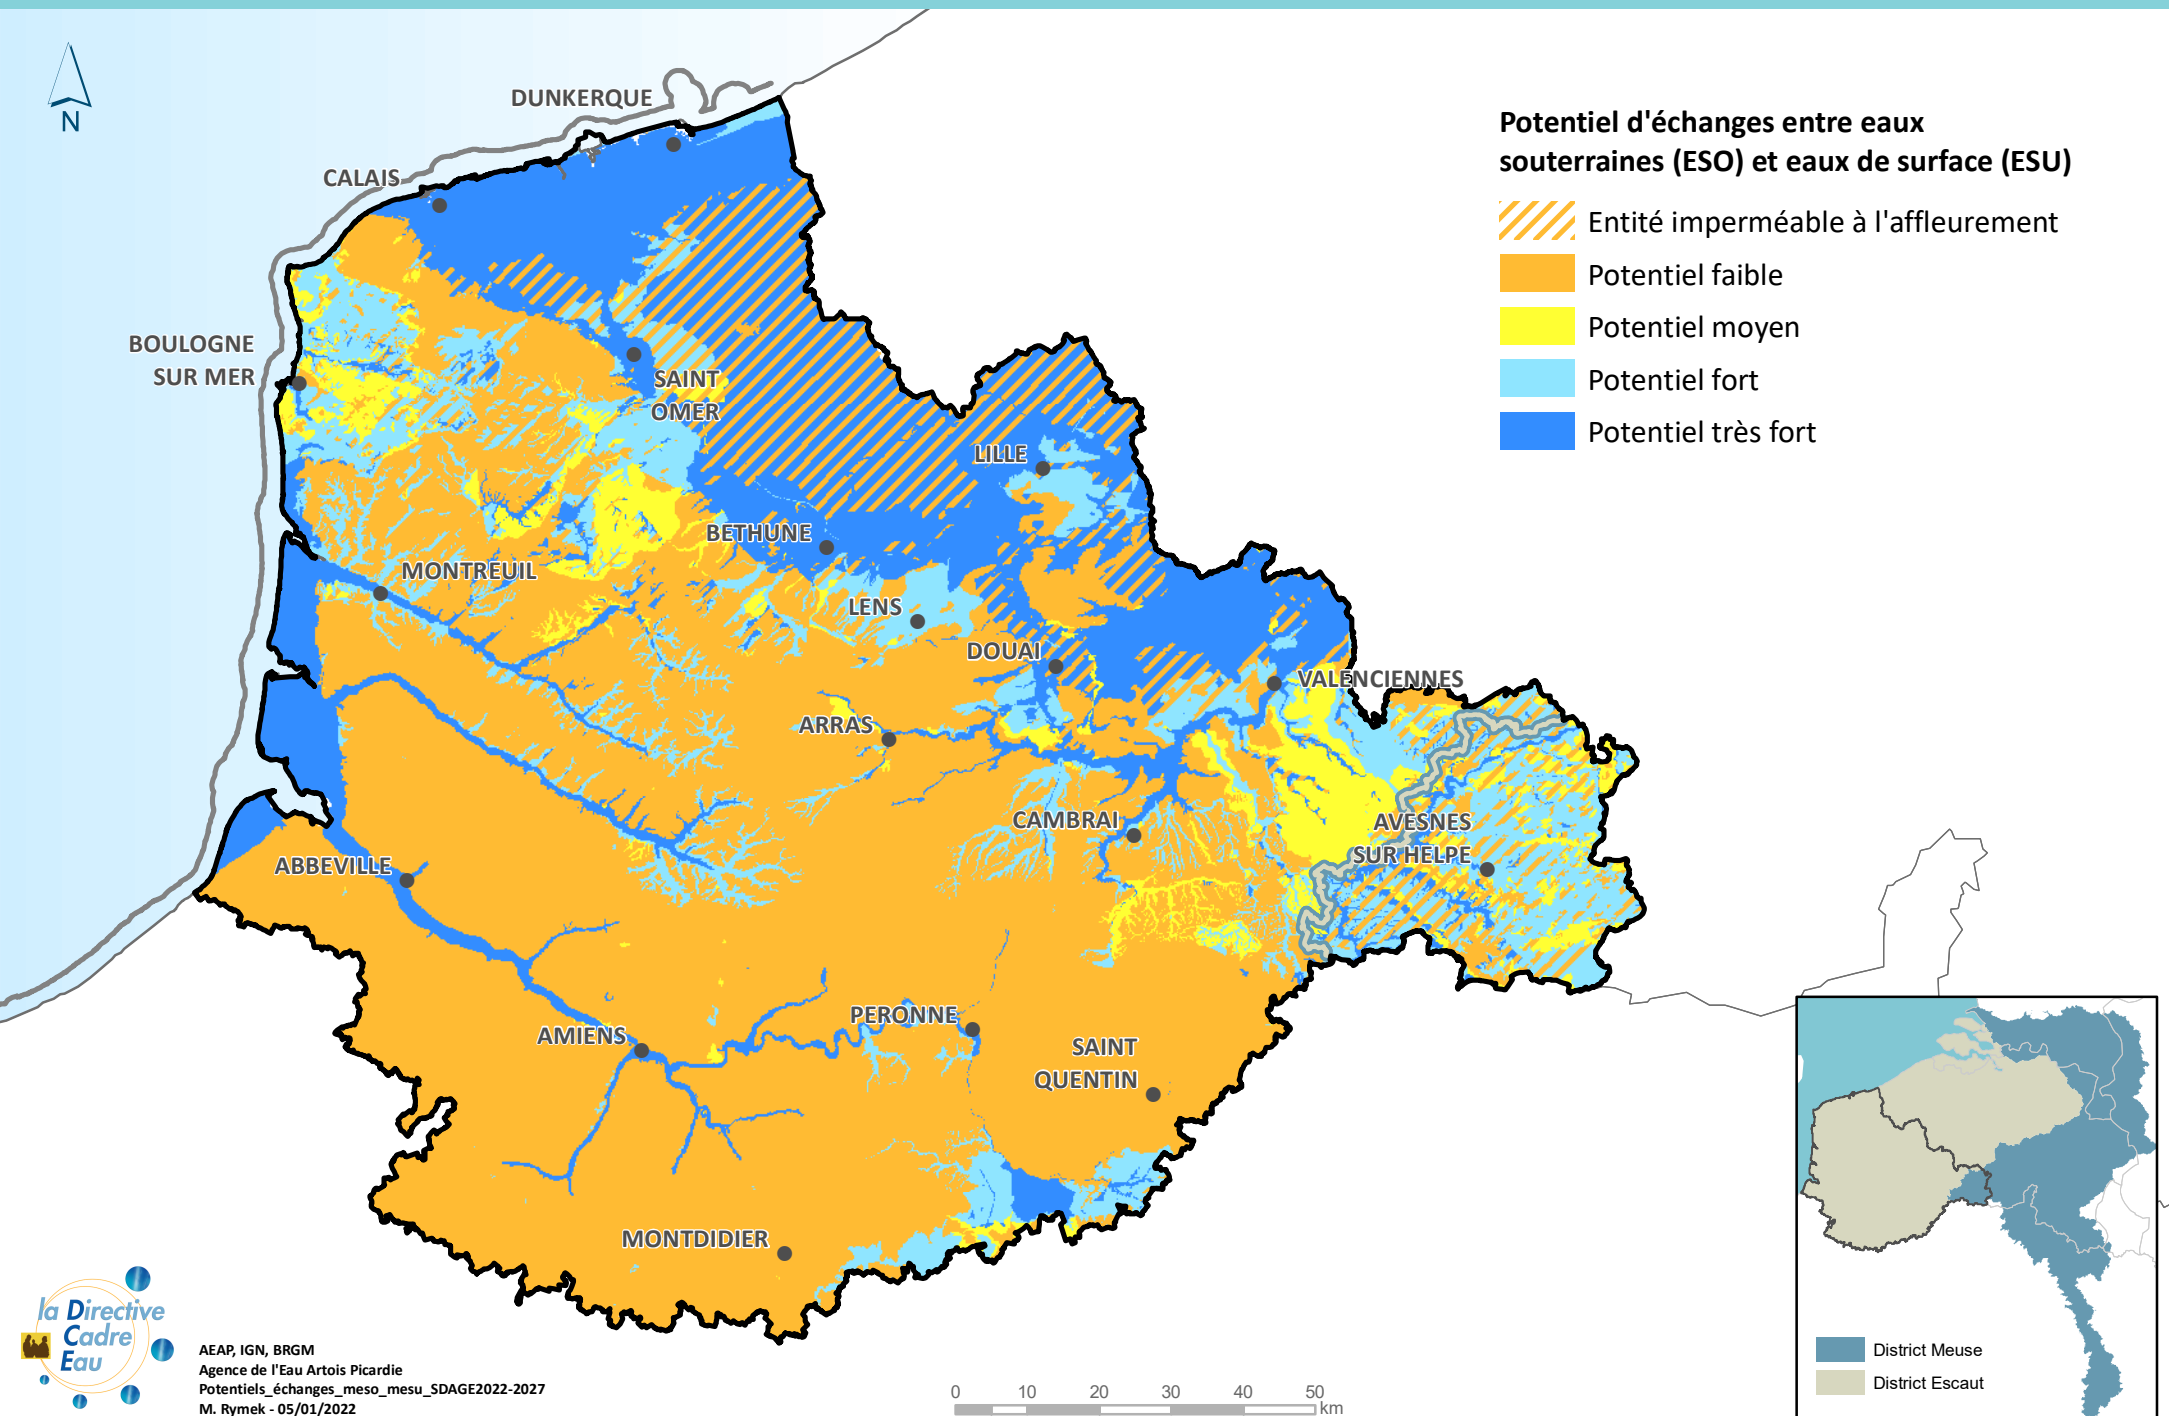 N
DUNKERQUE
CALAIS
BOULOGNE
SUR MER
SAINT
OMER
LILLE
BETHUNE
MONTREUIL
LENS
DOUAI
VALENCIENNES
ARRAS
CAMBRAI
AVESNES
SUR HELPE
ABBEVILLE
AMIENS
PERONNE
SAINT
QUENTIN
MONTDIDIER
Potentiel d'échanges entre eaux
souterraines (ESO) et eaux de surface (ESU)
Entité imperméable à l'affleurement
Potentiel faible
Potentiel moyen
Potentiel fort
Potentiel très fort
District Meuse
District Escaut
la Directive
Cadre
Eau
AEAP, IGN, BRGM
Agence de l'Eau Artois Picardie
Potentiels_échanges_meso_mesu_SDAGE2022-2027
M. Rymek - 05/01/2022
0 10 20 30 40 50
km